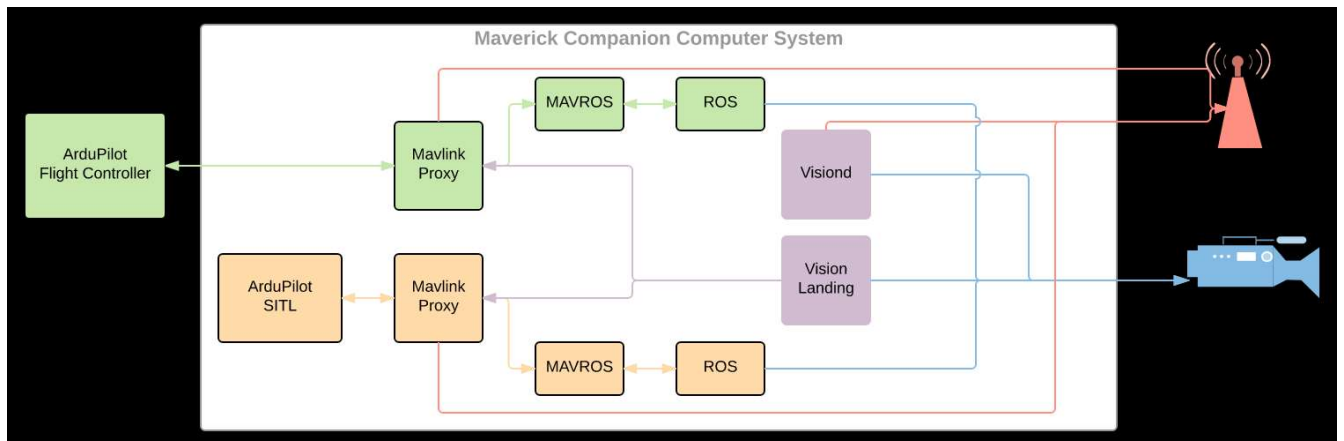 Maverick Companion Computer System
MAVROS
ROS
ArduPilot
Flight Controller
Mavlink
Proxy
Visiond
ArduPilot
SITL
Mavlink
Proxy
Vision
Landing
MAVROS
ROS